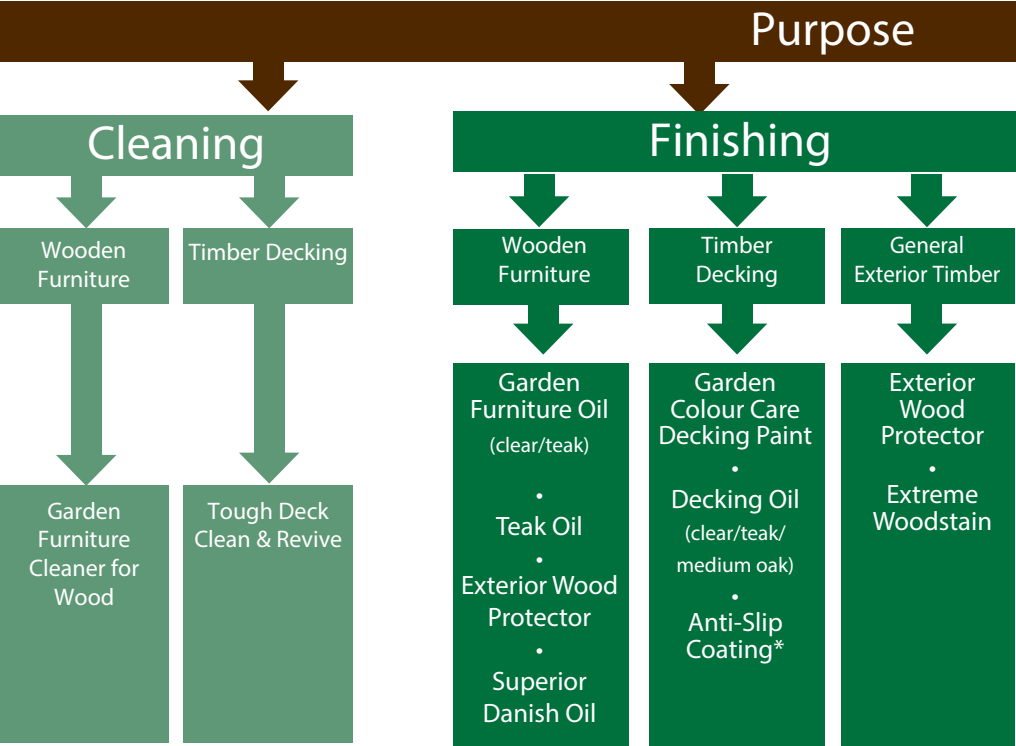 Purpose
Cleaning
Wooden
Furniture
Timber Decking
Garden
Furniture
Cleaner for
Wood
Tough Deck
Clean & Revive
Finishing
Wooden
Furniture
Timber
Decking
General
Exterior Timber
Garden
Furniture Oil
(clear/teak)
•
Teak Oil
•
Exterior Wood
Protector
•
Superior
Danish Oil
Garden
Colour Care
Decking Paint
•
Decking Oil
(clear/teak/
medium oak)
•
Anti-Slip
Coating*
Exterior
Wood
Protector
•
Extreme
Woodstain